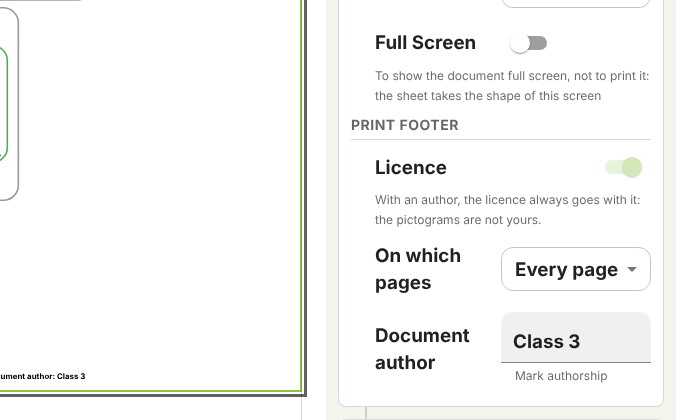 Full Screen
To show the document full screen, not to print it:
the sheet takes the shape of this screen
PRINT FOOTER
Licence
With an author, the licence always goes with it:
the pictograms are not yours.
On which
pages
Every page
Document
author
Class 3
Mark authorship
author: Class 3